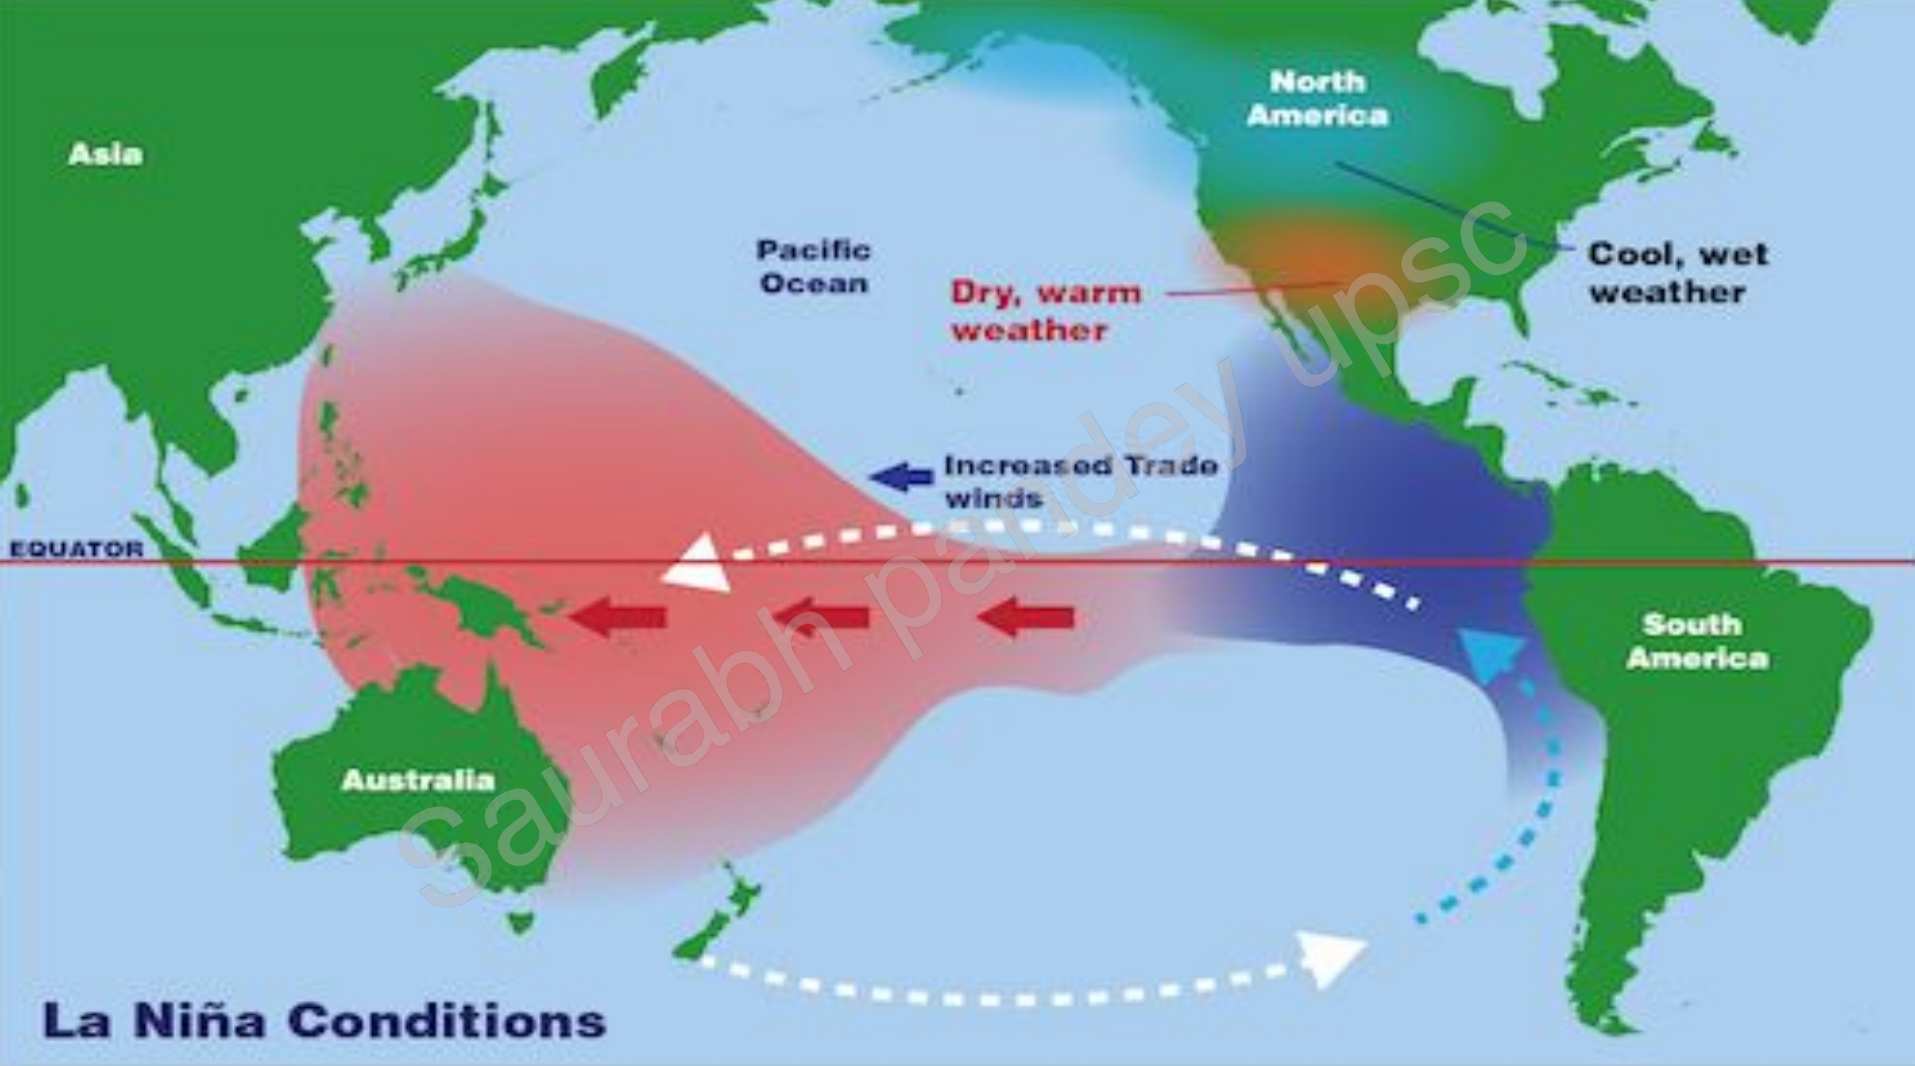 North
America
Asia
Pacific
Ocean
Cool, wet
weather
Dry, warm
weather
Increased Trade
winds
EQUATOR
South
America
Australia
La Niña Conditions
Saurabh pandey upsc